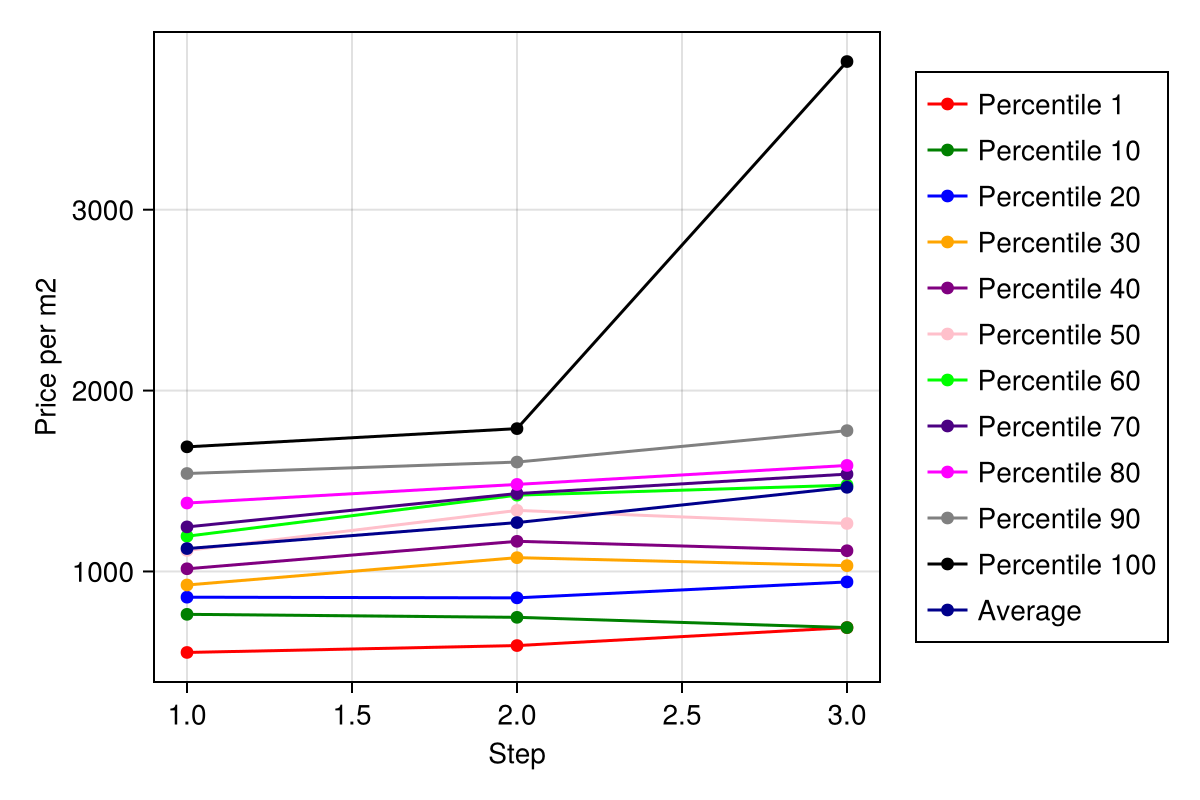 3000
2000
1000
Price per m2
1.0 1.5 2.0 2.5 3.0
Step
Percentile 1
Percentile 10
Percentile 20
Percentile 30
Percentile 40
Percentile 50
Percentile 60
Percentile 70
Percentile 80
Percentile 90
Percentile 100
Average